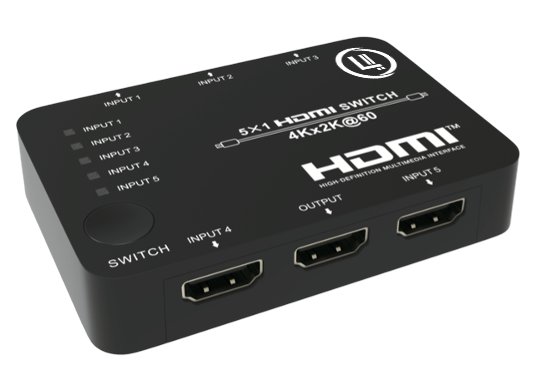 INPUT 1
INPUT 2
INPUT 3
INPUT 1
INPUT 2
INPUT 3
INPUT 4
INPUT 5
5×1 HDMI SWITCH
4Kx2K@60
HDMI™
HIGH-DEFINITION MULTIMEDIA INTERFACE
SWITCH
INPUT 4
OUTPUT
INPUT 5